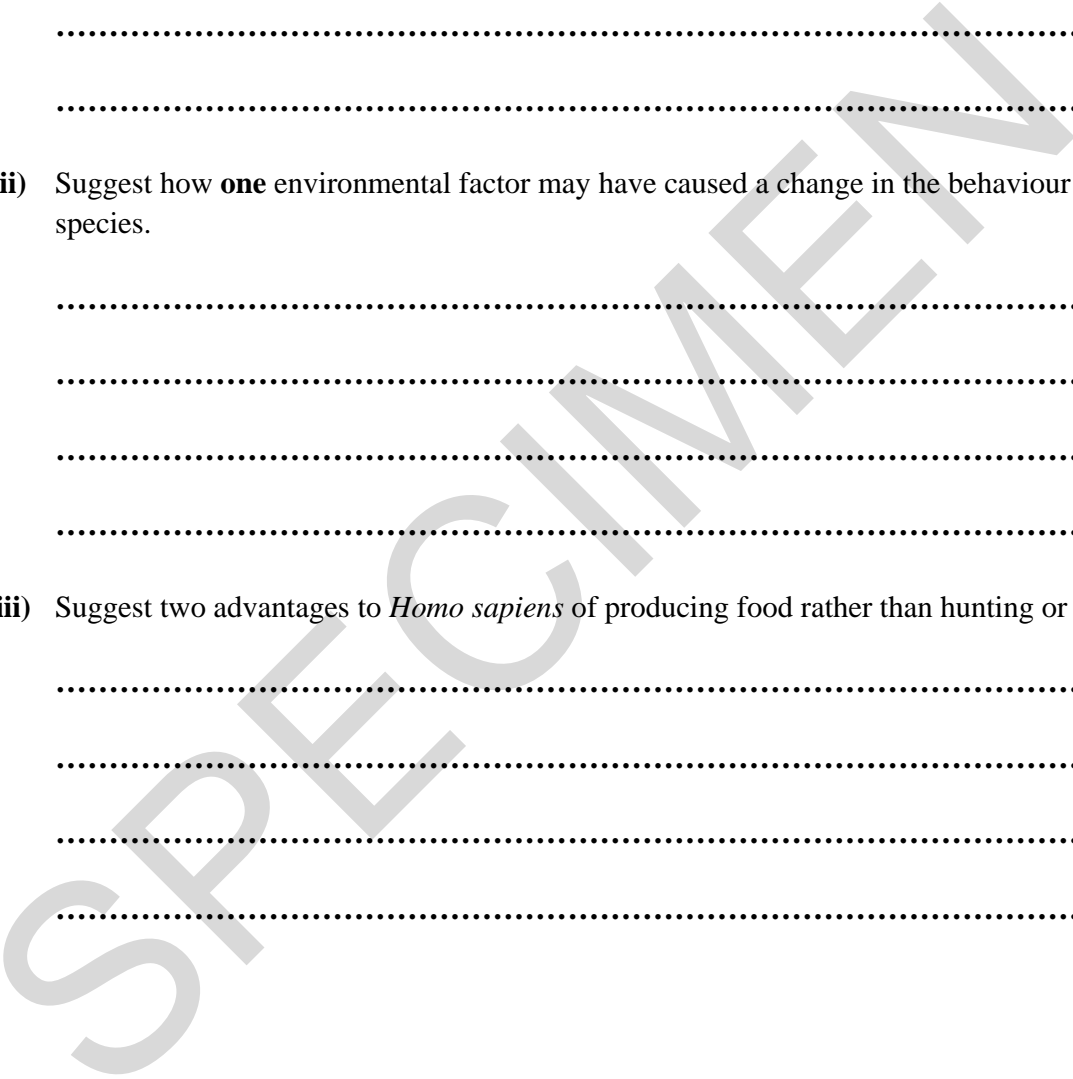 ii) Suggest how one environmental factor may have caused a change in the behaviour
species.
iii) Suggest two advantages to Homo sapiens of producing food rather than hunting or
SPECIMEN